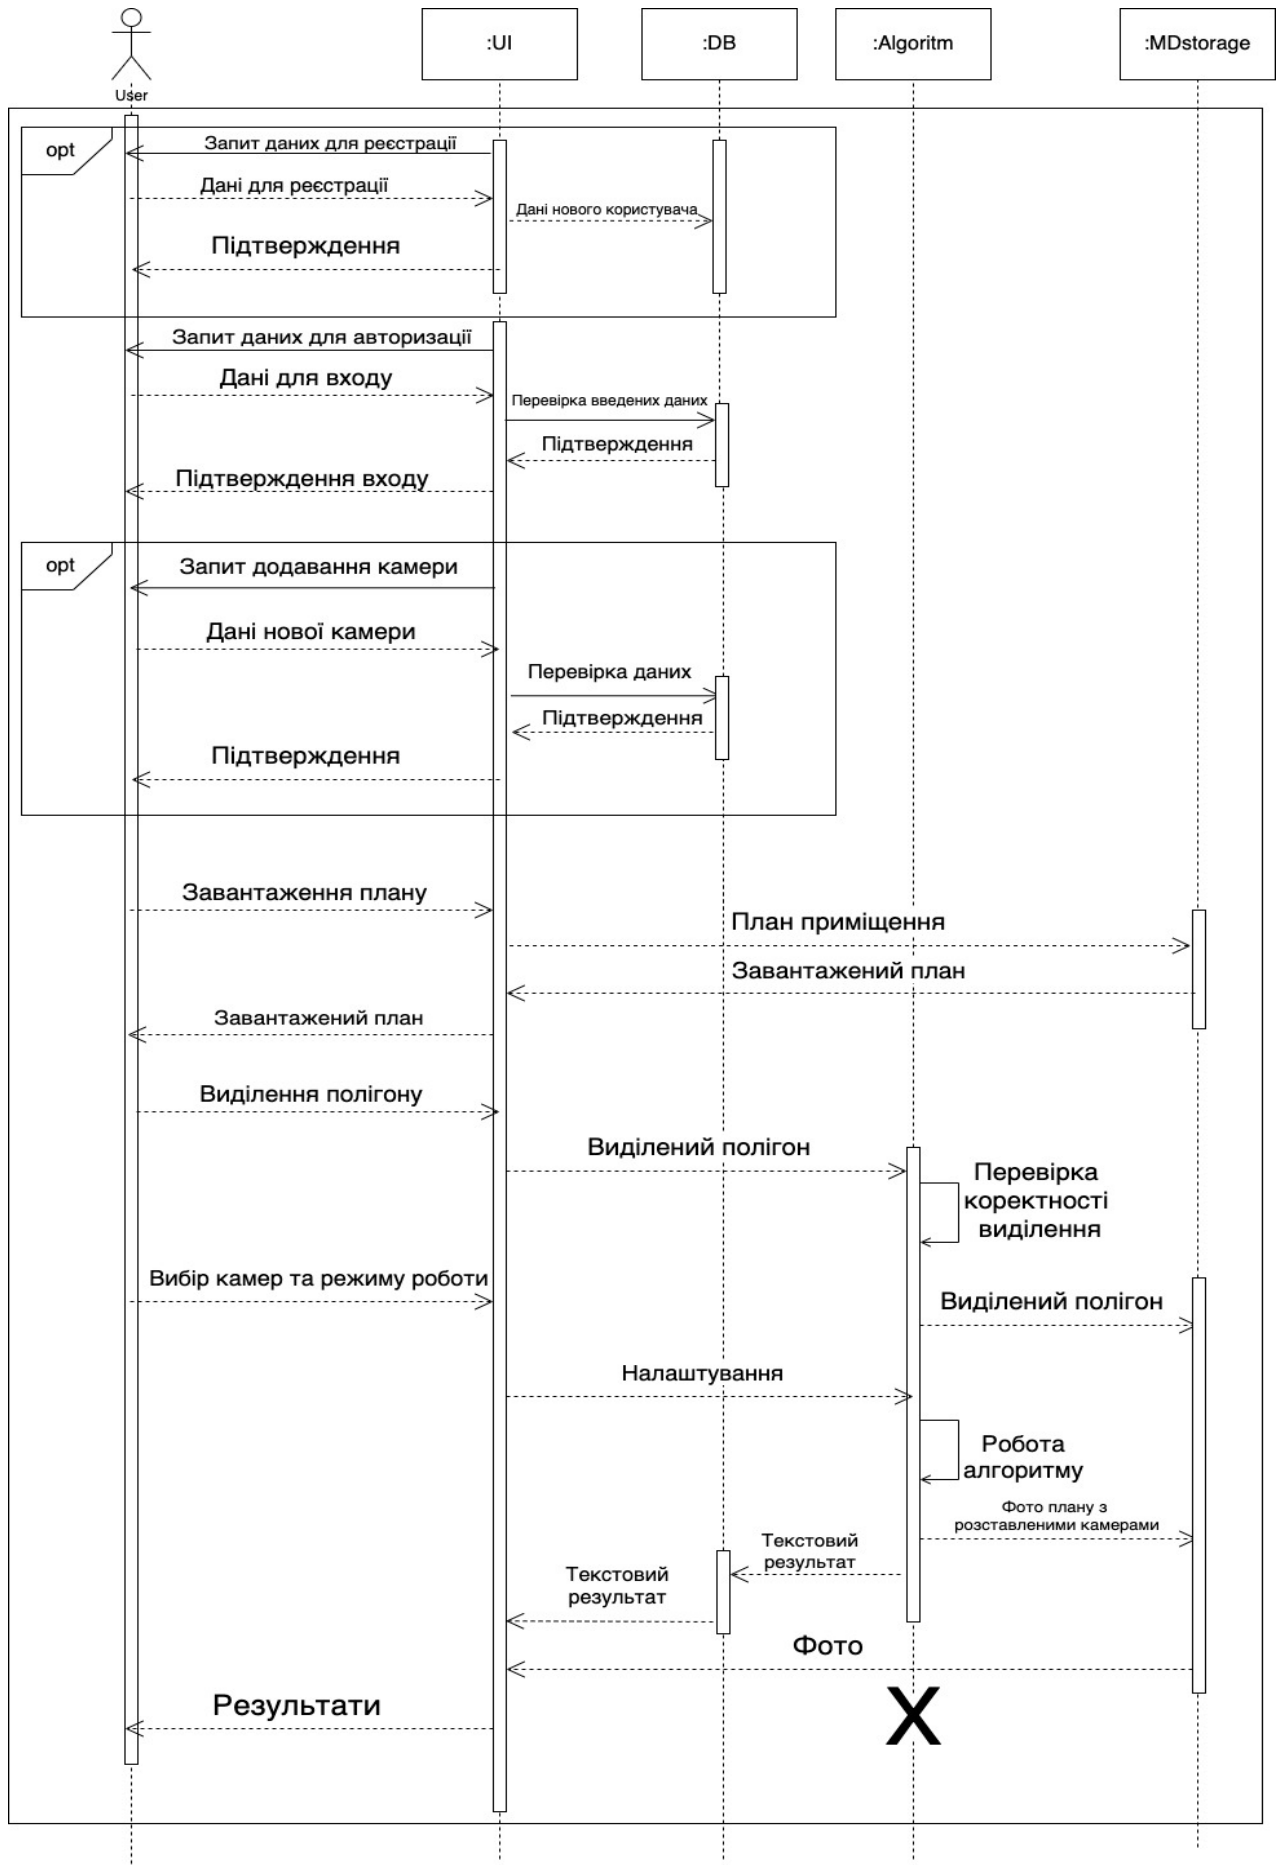 :UI
:DB
:Algoritm
:MDstorage
User
opt
Запит даних для реєстрації
Дані для реєстрації
Дані нового користувача
Підтвердження
Запит даних для авторизації
Дані для входу
Перевірка введених даних
Підтвердження
Підтвердження входу
opt
Запит додавання камери
Дані нової камери
Перевірка даних
Підтвердження
Підтвердження
Завантаження плану
План приміщення
Завантажений план
Завантажений план
Виділення полігону
Виділений полігон
Перевірка
коректності
виділення
Вибір камер та режиму роботи
Виділений полігон
Налаштування
Робота
алгоритму
Фото плану з
розставленими камерами
Текстовий
результат
Текстовий
результат
Фото
Результати
X